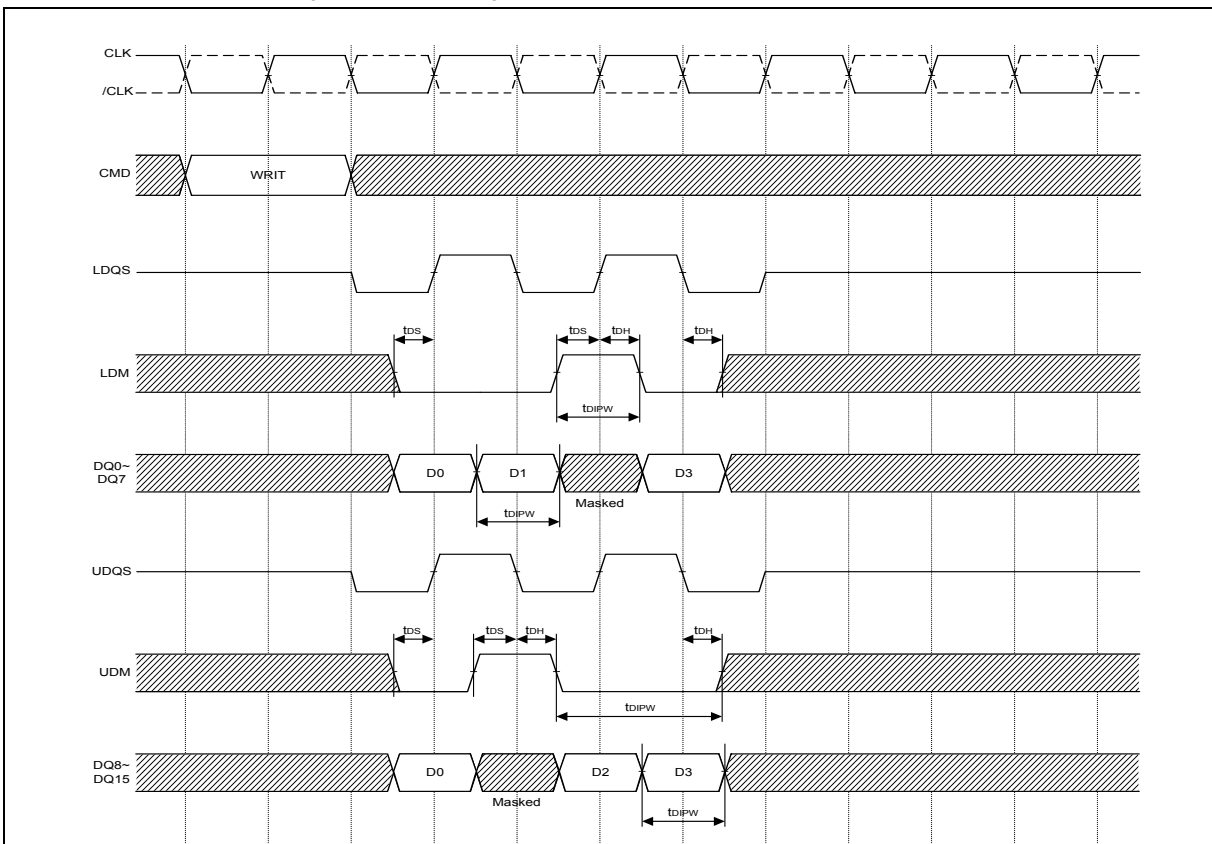 CLK
/CLK
CMD
WRIT
LDQS
tDS
tDS
tDH
tDH
LDM
tDIPW
DQ0~
DQ7
D0
D1
D3
Masked
tDIPW
UDQS
tDS
tDS
tDH
tDH
UDM
tDIPW
DQ8~
DQ15
D0
D2
D3
Masked
tDIPW